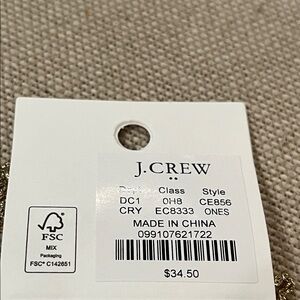 J.CREW
Dept Class Style
DC1 0H8 CE856
CRY EC8333 ONES
MADE IN CHINA
099107621722
$34.50
FSC
MIX
Packaging
FSC® C142651